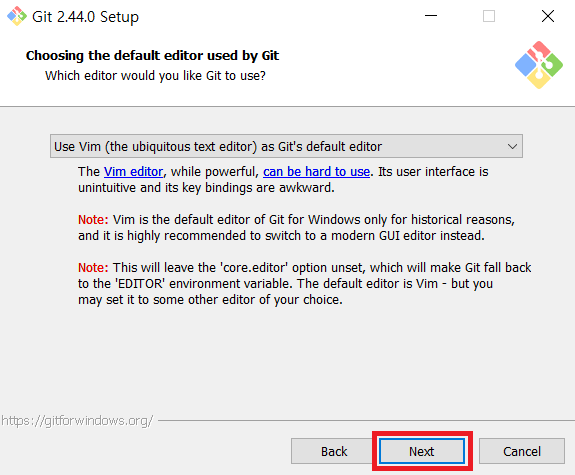 Git 2.44.0 Setup
Choosing the default editor used by Git
Which editor would you like Git to use?
Use Vim (the ubiquitous text editor) as Git's default editor
The Vim editor, while powerful, can be hard to use. Its user interface is
unintuitive and its key bindings are awkward.
Note: Vim is the default editor of Git for Windows only for historical reasons,
and it is highly recommended to switch to a modern GUI editor instead.
Note: This will leave the 'core.editor' option unset, which will make Git fall back
to the 'EDITOR' environment variable. The default editor is Vim - but you
may set it to some other editor of your choice.
https://gitforwindows.org/
Back Next Cancel